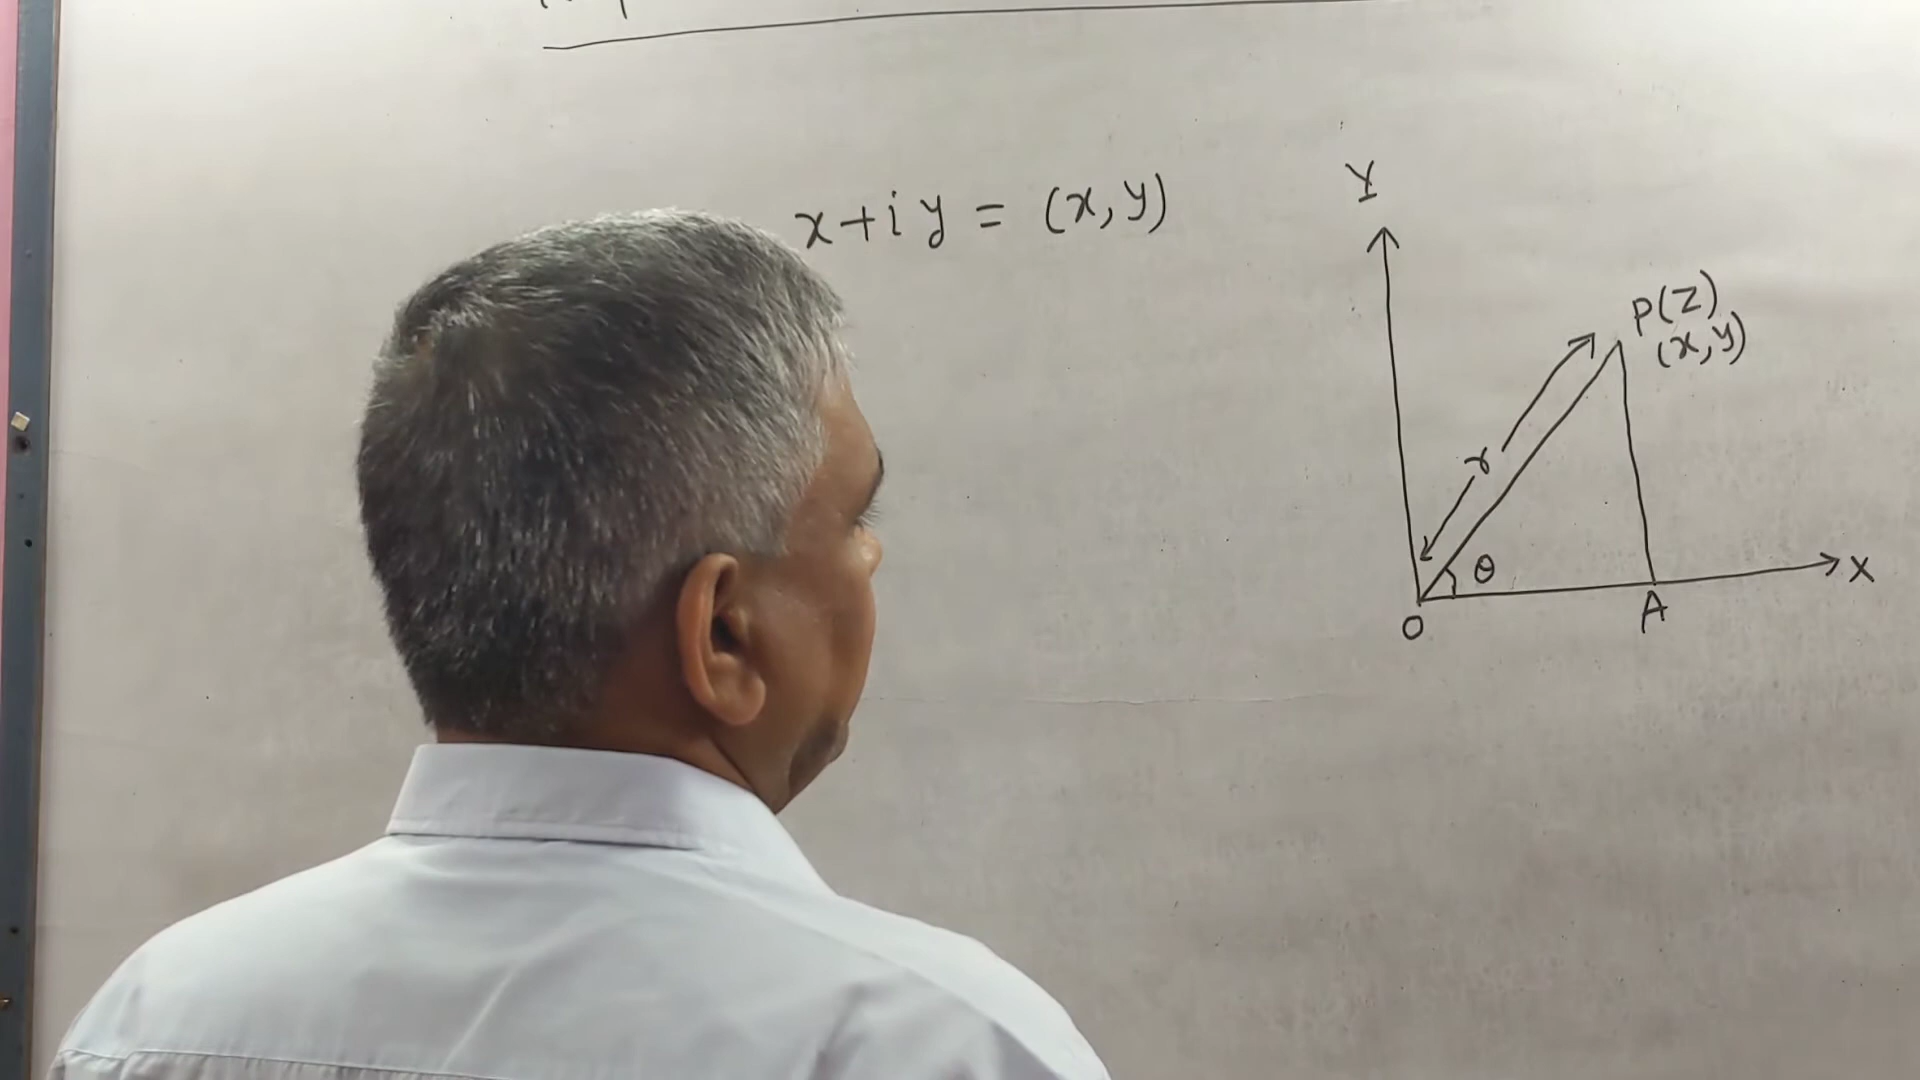 x+iy = (x,y)
Y
P(Z)
(x,y)
r
θ
X
O
A